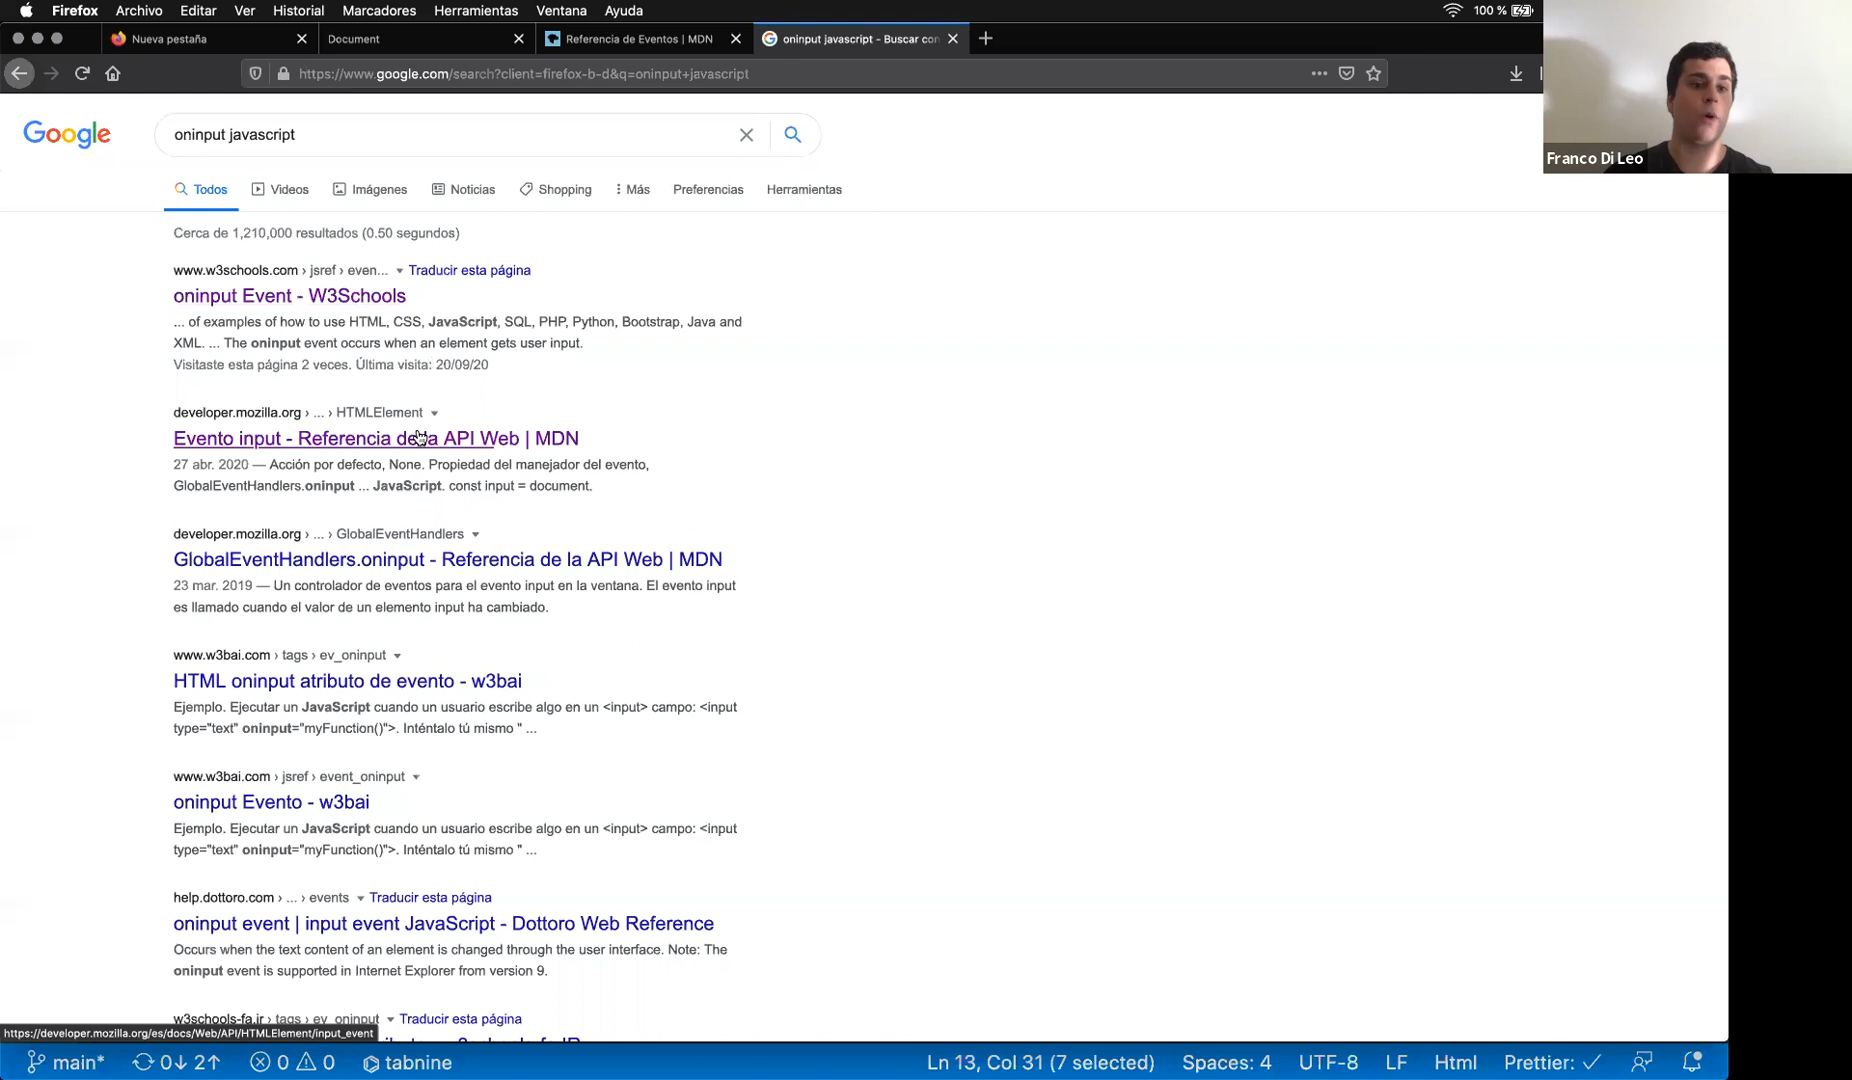 Firefox Archivo Editar Ver Historial Marcadores Herramientas Ventana Ayuda 100 %
Nueva pestaña Document Referencia de Eventos | MDN oninput javascript - Buscar con
https://www.google.com/search?client=firefox-b-d&q=oninput+javascript
Franco Di Leo
Google oninput javascript
Todos Videos Imágenes Noticias Shopping Más Preferencias Herramientas
Cerca de 1,210,000 resultados (0.50 segundos)
www.w3schools.com › jsref › even... Traducir esta página
oninput Event - W3Schools
... of examples of how to use HTML, CSS, JavaScript, SQL, PHP, Python, Bootstrap, Java and
XML. ... The oninput event occurs when an element gets user input.
Visitaste esta página 2 veces. Última visita: 20/09/20
developer.mozilla.org › ... › HTMLElement
Evento input - Referencia de la API Web | MDN
27 abr. 2020 — Acción por defecto, None. Propiedad del manejador del evento,
GlobalEventHandlers.oninput ... JavaScript. const input = document.
developer.mozilla.org › ... › GlobalEventHandlers
GlobalEventHandlers.oninput - Referencia de la API Web | MDN
23 mar. 2019 — Un controlador de eventos para el evento input en la ventana. El evento input
es llamado cuando el valor de un elemento input ha cambiado.
www.w3bai.com › tags › ev_oninput
HTML oninput atributo de evento - w3bai
Ejemplo. Ejecutar un JavaScript cuando un usuario escribe algo en un <input> campo: <input
type="text" oninput="myFunction()">. Inténtalo tú mismo " ...
www.w3bai.com › jsref › event_oninput
oninput Evento - w3bai
Ejemplo. Ejecutar un JavaScript cuando un usuario escribe algo en un <input> campo: <input
type="text" oninput="myFunction()">. Inténtalo tú mismo " ...
help.dottoro.com › ... › events Traducir esta página
oninput event | input event JavaScript - Dottoro Web Reference
Occurs when the text content of an element is changed through the user interface. Note: The
oninput event is supported in Internet Explorer from version 9.
w3schools-fa.ir › tags › ev_oninput Traducir esta página
https://developer.mozilla.org/es/docs/Web/API/HTMLElement/input_event
main* 0↓ 2↑ 0 0 tabnine Ln 13, Col 31 (7 selected) Spaces: 4 UTF-8 LF Html Prettier: ✓